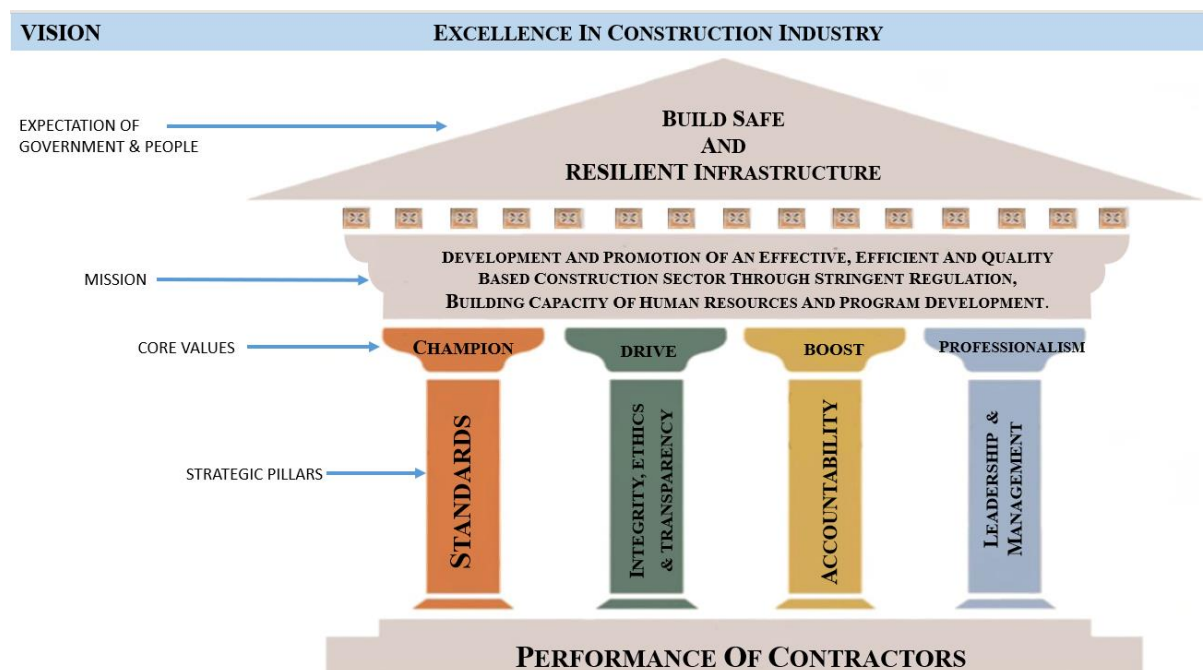 VISION
EXCELLENCE IN CONSTRUCTION INDUSTRY
EXPECTATION OF
GOVERNMENT & PEOPLE
BUILD SAFE
AND
RESILIENT INFRASTRUCTURE
MISSION
DEVELOPMENT AND PROMOTION OF AN EFFECTIVE, EFFICIENT AND QUALITY
BASED CONSTRUCTION SECTOR THROUGH STRINGENT REGULATION,
BUILDING CAPACITY OF HUMAN RESOURCES AND PROGRAM DEVELOPMENT.
CORE VALUES
CHAMPION
DRIVE
BOOST
PROFESSIONALISM
STRATEGIC PILLARS
STANDARDS
INTEGRITY, ETHICS
& TRANSPARENCY
ACCOUNTABILITY
LEADERSHIP &
MANAGEMENT
PERFORMANCE OF CONTRACTORS